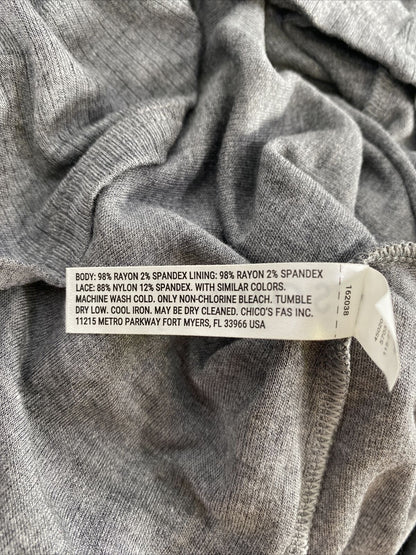 BODY: 98% RAYON 2% SPANDEX LINING: 98% RAYON 2% SPANDEX
LACE: 88% NYLON 12% SPANDEX. WITH SIMILAR COLORS.
MACHINE WASH COLD. ONLY NON-CHLORINE BLEACH. TUMBLE
DRY LOW. COOL IRON. MAY BE DRY CLEANED. CHICO'S FAS INC.
11215 METRO PARKWAY FORT MYERS, FL 33966 USA
162038